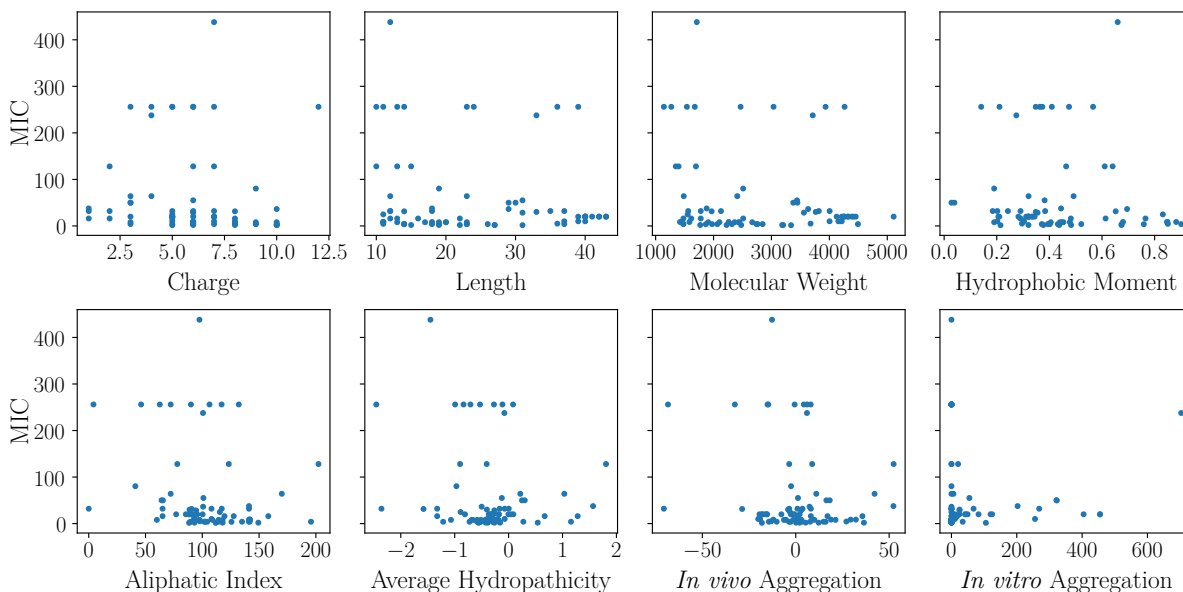 400
300
200
100
0
MIC
2.5 5.0 7.5 10.0 12.5
Charge
10 20 30 40
Length
1000 2000 3000 4000 5000
Molecular Weight
0.0 0.2 0.4 0.6 0.8
Hydrophobic Moment
400
300
200
100
0
MIC
0 50 100 150 200
Aliphatic Index
−2 −1 0 1 2
Average Hydropathicity
−50 0 50
In vivo Aggregation
0 200 400 600
In vitro Aggregation